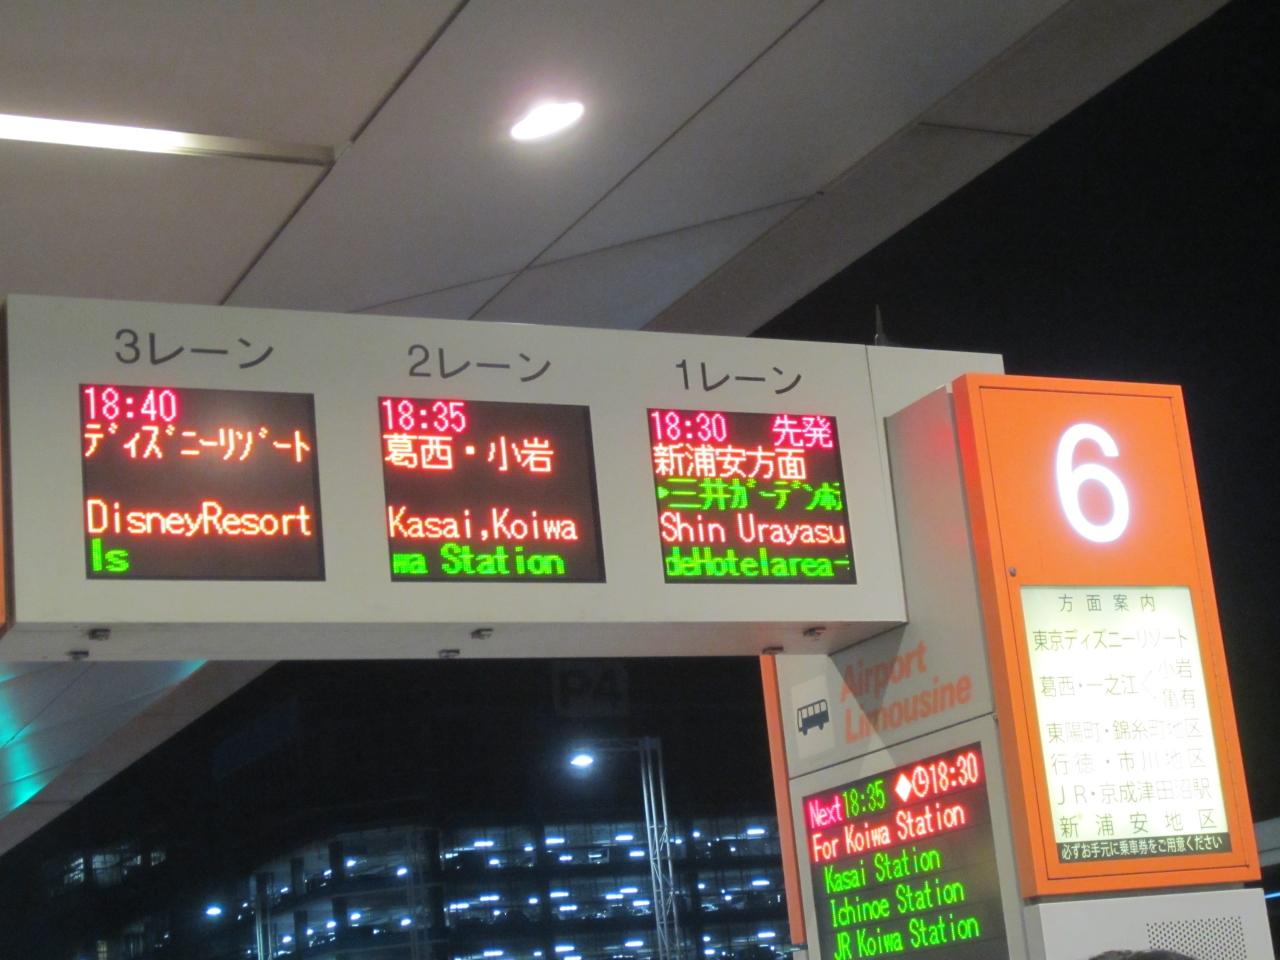 3レーン
18:40
ディズニーリゾート
DisneyResort
ls
2レーン
18:35
葛西・小岩
Kasai,Koiwa
wa Station
1レーン
18:30 先発
新浦安方面
三井ガーデン
Shin Urayasu
deHotelarea-
6
方面案内
東京ディズニーリゾート
葛西・一之江く小岩
亀有
東陽町・錦糸町地区
行徳・市川地区
JR・京成津田沼駅
新浦安地区
必ずお手元に乗車券をご用意ください
Airport
Limousine
Next 18:35 18:30
For Koiwa Station
Kasai Station
Ichinoe Station
JR Koiwa Station
P4